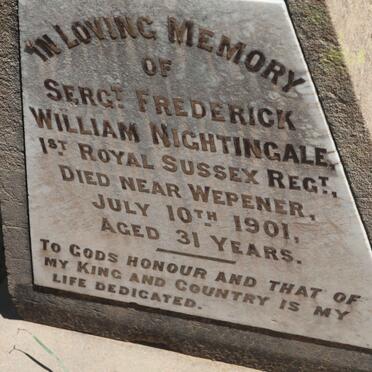 IN LOVING MEMORY
OF
SERGT. FREDERICK
WILLIAM NIGHTINGALE,
1ST ROYAL SUSSEX REGT.,
DIED NEAR WEPENER,
JULY 10TH 1901,
AGED 31 YEARS.
TO GODS HONOUR AND THAT OF
MY KING AND COUNTRY IS MY
LIFE DEDICATED.